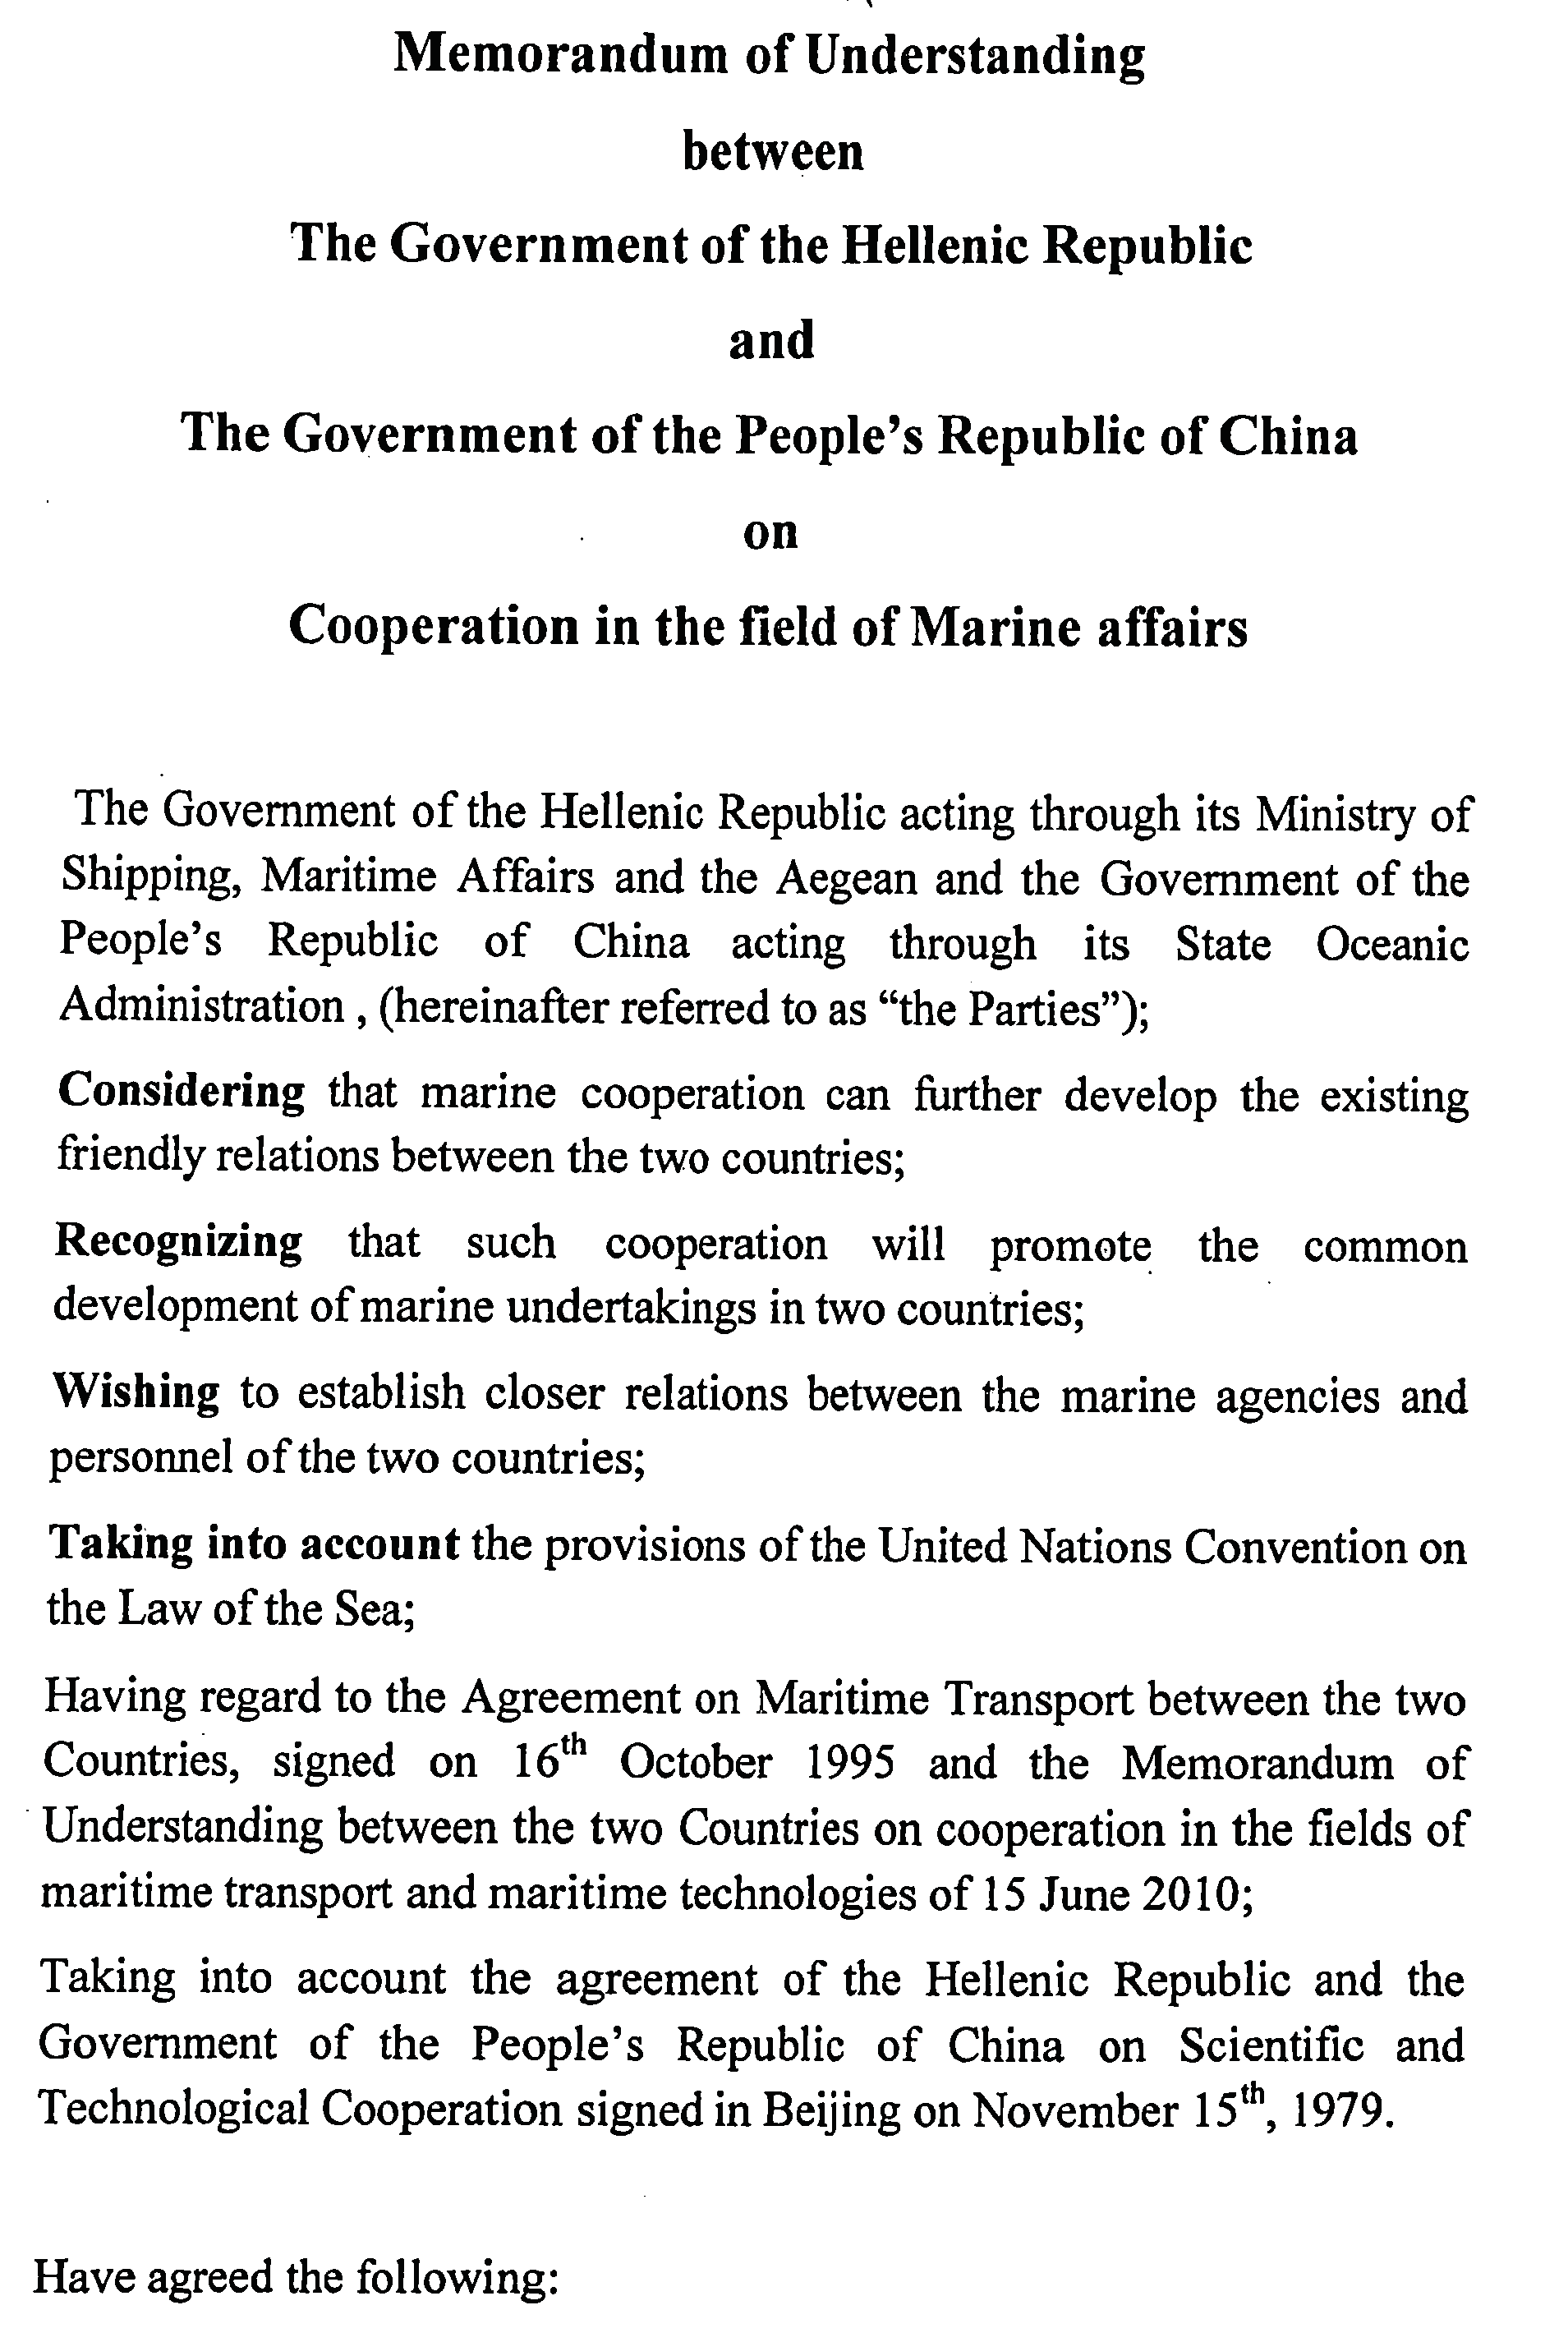 Memorandum of Understanding
between
The Government of the Hellenic Republic
and
The Government of the People's Republic of China
on
Cooperation in the field of Marine affairs
The Government of the Hellenic Republic acting through its Ministry of
Shipping, Maritime Affairs and the Aegean and the Government of the
People's Republic of China acting through its State Oceanic
Administration , (hereinafter referred to as “the Parties”);
Considering that marine cooperation can further develop the existing
friendly relations between the two countries;
Recognizing that such cooperation will promote the common
development of marine undertakings in two countries;
Wishing to establish closer relations between the marine agencies and
personnel of the two countries;
Taking into account the provisions of the United Nations Convention on
the Law of the Sea;
Having regard to the Agreement on Maritime Transport between the two
Countries, signed on 16th October 1995 and the Memorandum of
Understanding between the two Countries on cooperation in the fields of
maritime transport and maritime technologies of 15 June 2010;
Taking into account the agreement of the Hellenic Republic and the
Government of the People's Republic of China on Scientific and
Technological Cooperation signed in Beijing on November 15th, 1979.
Have agreed the following: